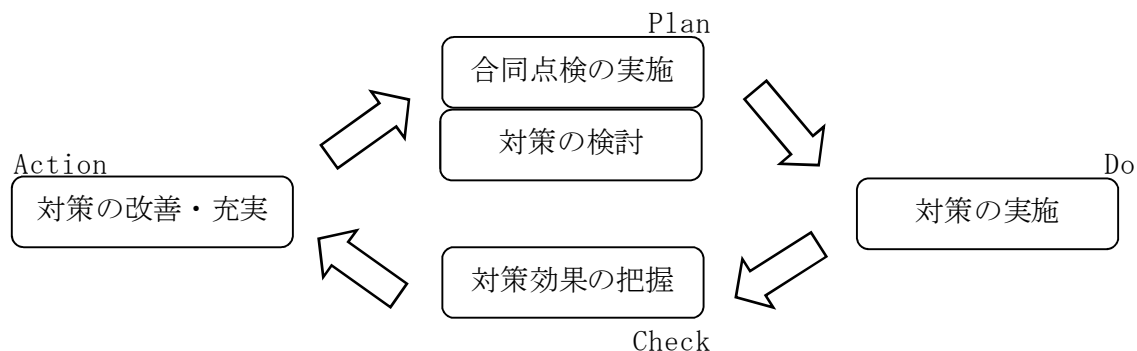 Plan
合同点検の実施
対策の検討
Action
対策の改善・充実
Do
対策の実施
対策効果の把握
Check